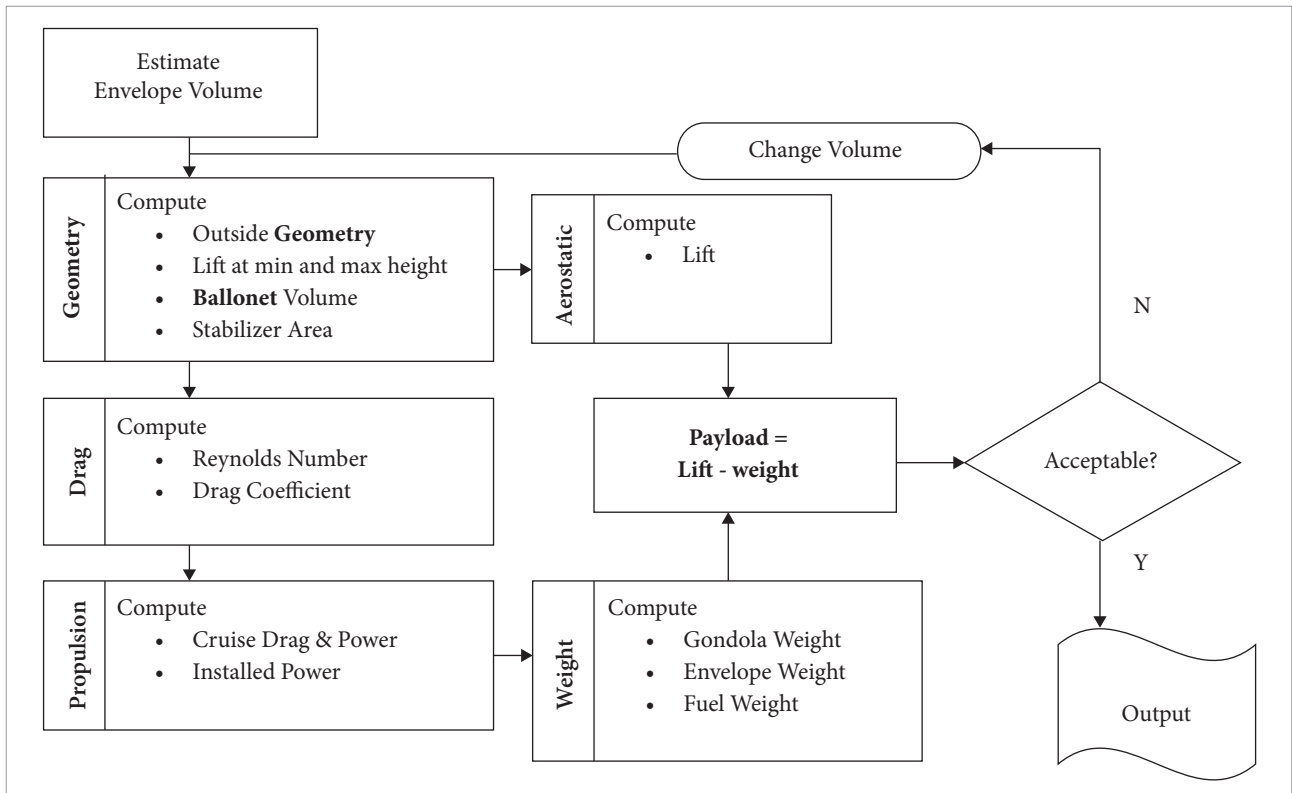 Estimate
Envelope Volume
Change Volume
Geometry
Compute
• Outside Geometry
• Lift at min and max height
• Ballonet Volume
• Stabilizer Area
Aerostatic
Compute
• Lift
N
Drag
Compute
• Reynolds Number
• Drag Coefficient
Payload =
Lift - weight
Acceptable?
Y
Propulsion
Compute
• Cruise Drag & Power
• Installed Power
Weight
Compute
• Gondola Weight
• Envelope Weight
• Fuel Weight
Output